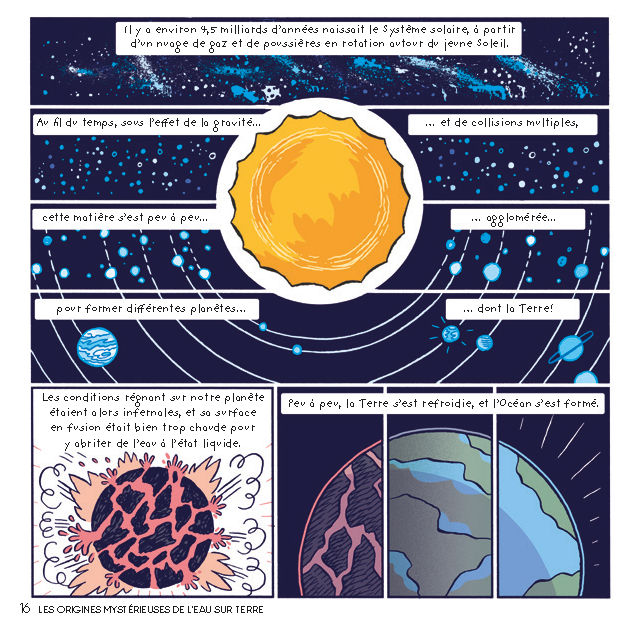 Il y a environ 4,5 milliards d'années naissait le Système solaire, à partir
d'un nuage de gaz et de poussières en rotation autour du jeune Soleil.
Au fil du temps, sous l'effet de la gravité...
... et de collisions multiples,
cette matière s'est peu à peu...
... agglomérée...
pour former différentes planètes...
... dont la Terre!
Les conditions régnant sur notre planète
étaient alors infernales, et sa surface
en fusion était bien trop chaude pour
y abriter de l'eau à l'état liquide.
Peu à peu, la Terre s'est refroidie, et l'Océan s'est formé.
16 LES ORIGINES MYSTÉRIEUSES DE L'EAU SUR TERRE